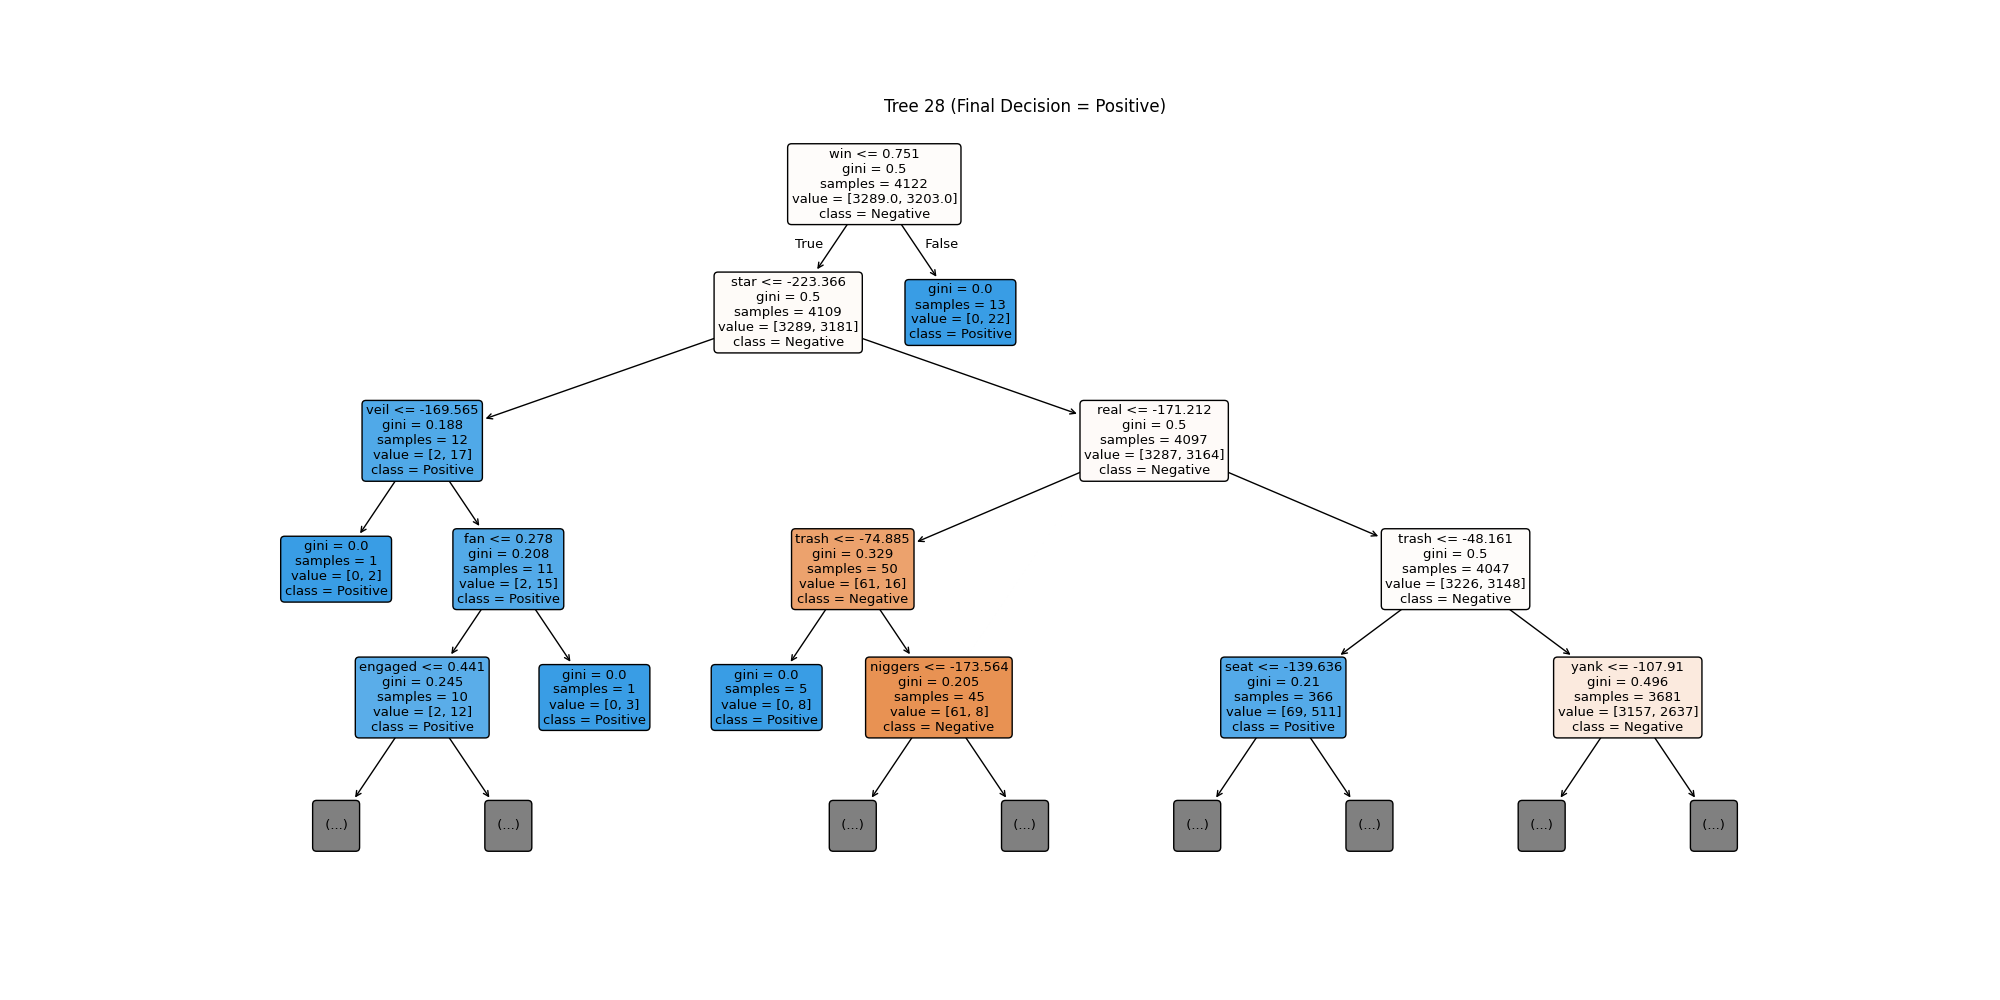 Tree 28 (Final Decision = Positive)
win <= 0.751
gini = 0.5
samples = 4122
value = [3289.0, 3203.0]
class = Negative
True
False
star <= -223.366
gini = 0.5
samples = 4109
value = [3289, 3181]
class = Negative
gini = 0.0
samples = 13
value = [0, 22]
class = Positive
veil <= -169.565
gini = 0.188
samples = 12
value = [2, 17]
class = Positive
real <= -171.212
gini = 0.5
samples = 4097
value = [3287, 3164]
class = Negative
gini = 0.0
samples = 1
value = [0, 2]
class = Positive
fan <= 0.278
gini = 0.208
samples = 11
value = [2, 15]
class = Positive
trash <= -74.885
gini = 0.329
samples = 50
value = [61, 16]
class = Negative
trash <= -48.161
gini = 0.5
samples = 4047
value = [3226, 3148]
class = Negative
engaged <= 0.441
gini = 0.245
samples = 10
value = [2, 12]
class = Positive
gini = 0.0
samples = 1
value = [0, 3]
class = Positive
gini = 0.0
samples = 5
value = [0, 8]
class = Positive
niggers <= -173.564
gini = 0.205
samples = 45
value = [61, 8]
class = Negative
seat <= -139.636
gini = 0.21
samples = 366
value = [69, 511]
class = Positive
yank <= -107.91
gini = 0.496
samples = 3681
value = [3157, 2637]
class = Negative
(...)
(...)
(...)
(...)
(...)
(...)
(...)
(...)